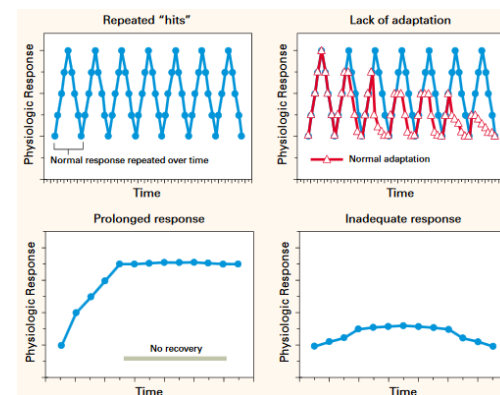 Repeated “hits”
Physiologic Response
Normal response repeated over time
Time
Lack of adaptation
Physiologic Response
Normal adaptation
Time
Prolonged response
Physiologic Response
No recovery
Time
Inadequate response
Physiologic Response
Time